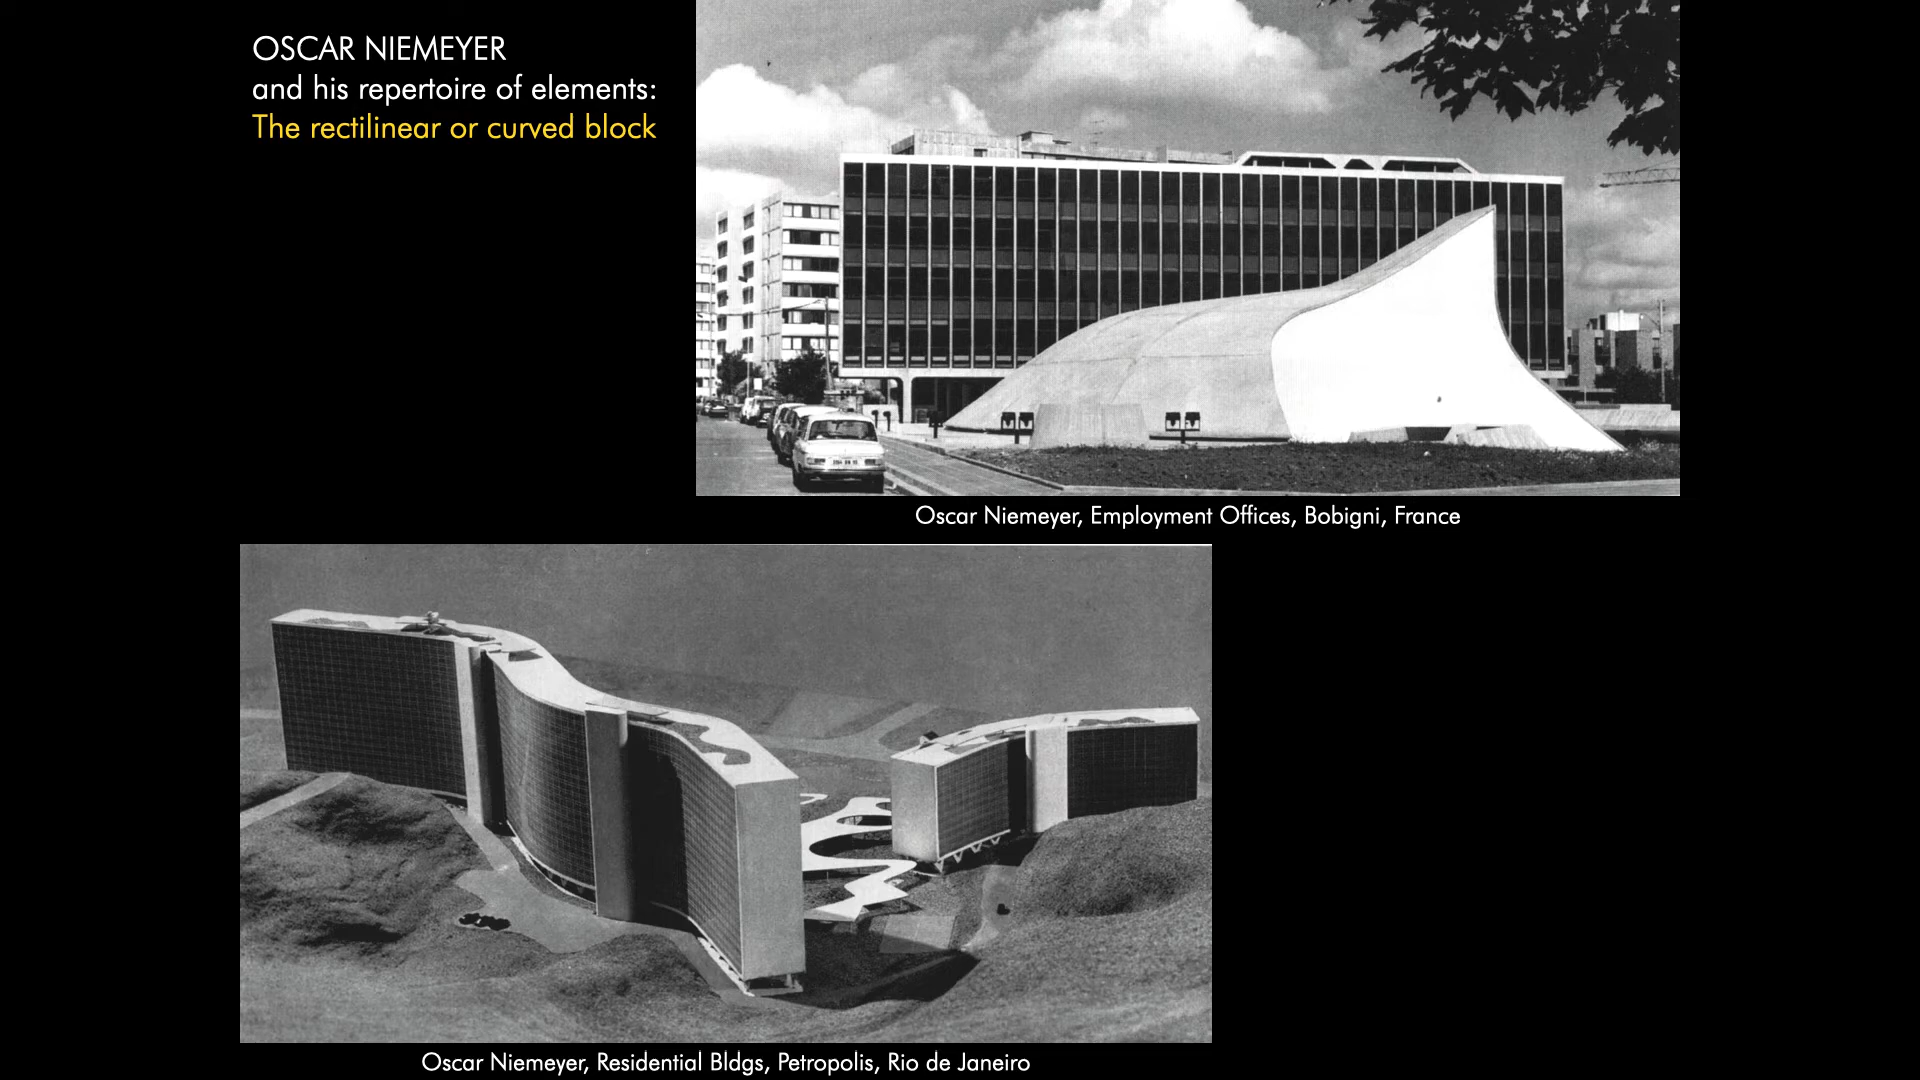 OSCAR NIEMEYER
and his repertoire of elements:
The rectilinear or curved block
Oscar Niemeyer, Employment Offices, Bobigni, France
Oscar Niemeyer, Residential Bldgs, Petropolis, Rio de Janeiro